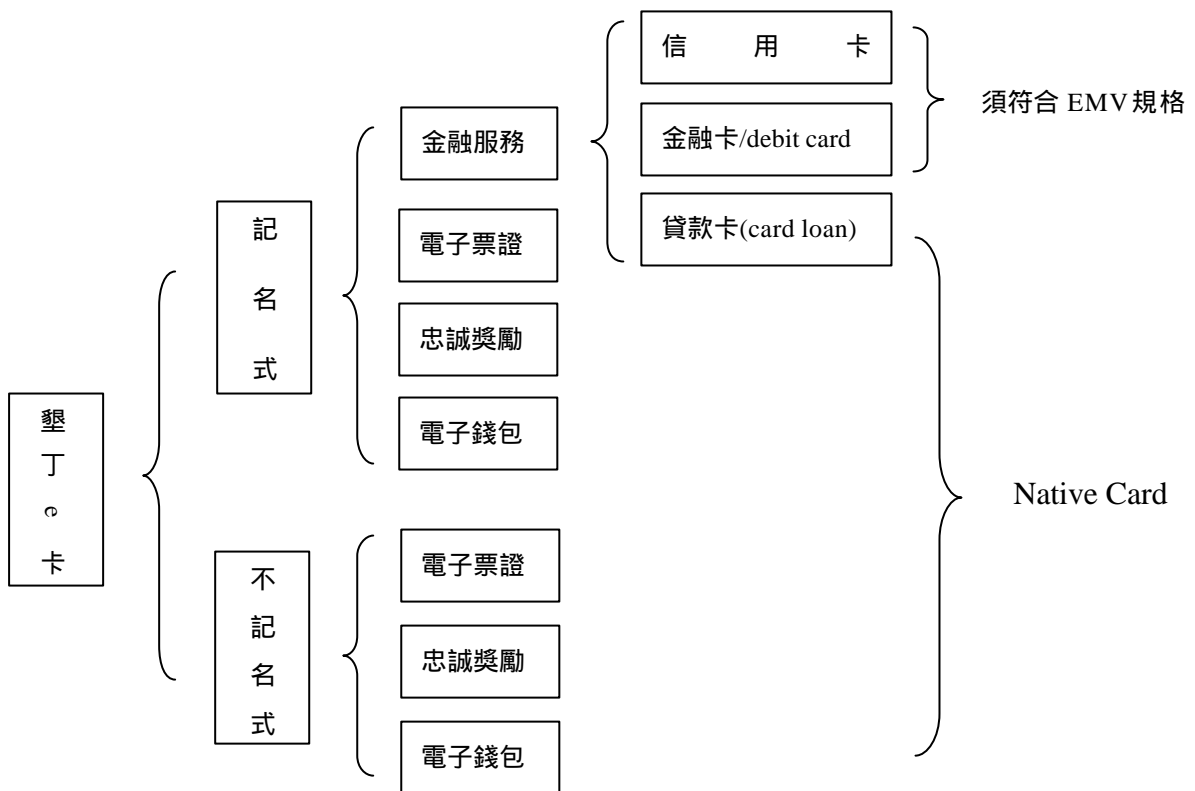 墾丁e卡
記名式
金融服務
信用卡
金融卡/debit card
須符合 EMV 規格
貸款卡(card loan)
電子票證
忠誠獎勵
電子錢包
Native Card
不記名式
電子票證
忠誠獎勵
電子錢包